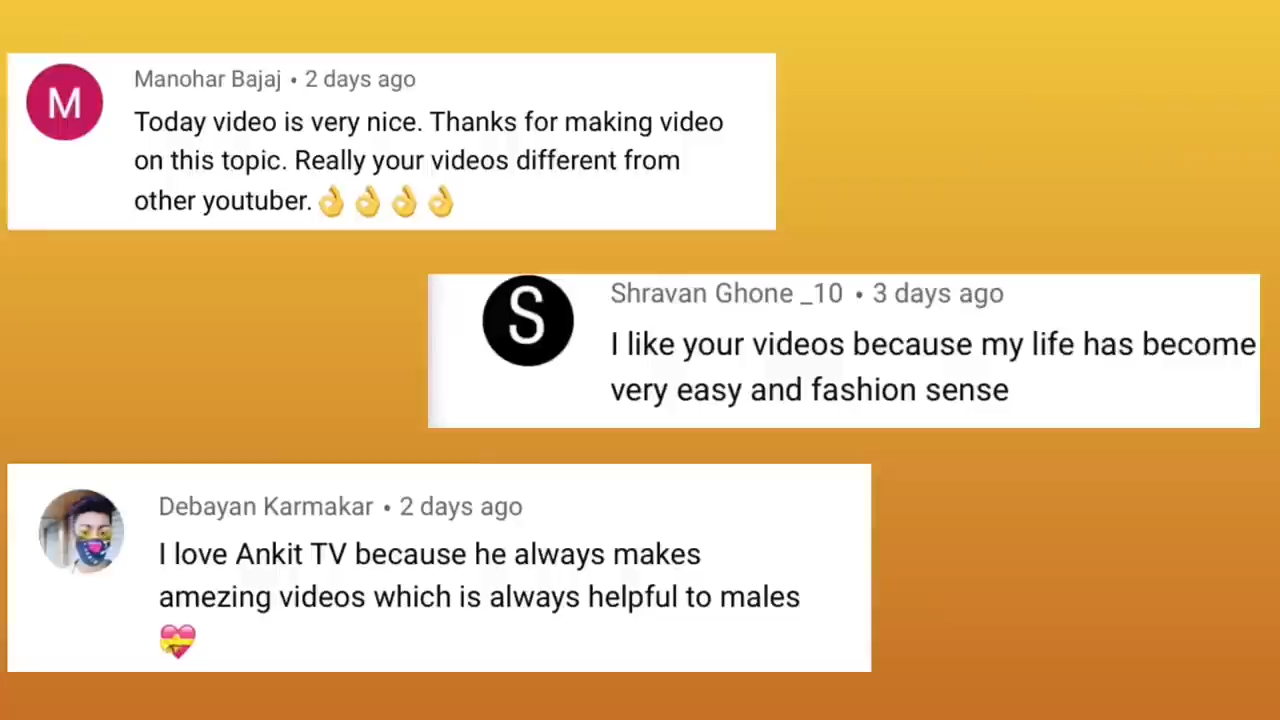 M
Manohar Bajaj • 2 days ago
Today video is very nice. Thanks for making video
on this topic. Really your videos different from
other youtuber.👌👌👌👌
S
Shravan Ghone _10 • 3 days ago
I like your videos because my life has become
very easy and fashion sense
Debayan Karmakar • 2 days ago
I love Ankit TV because he always makes
amezing videos which is always helpful to males
💝